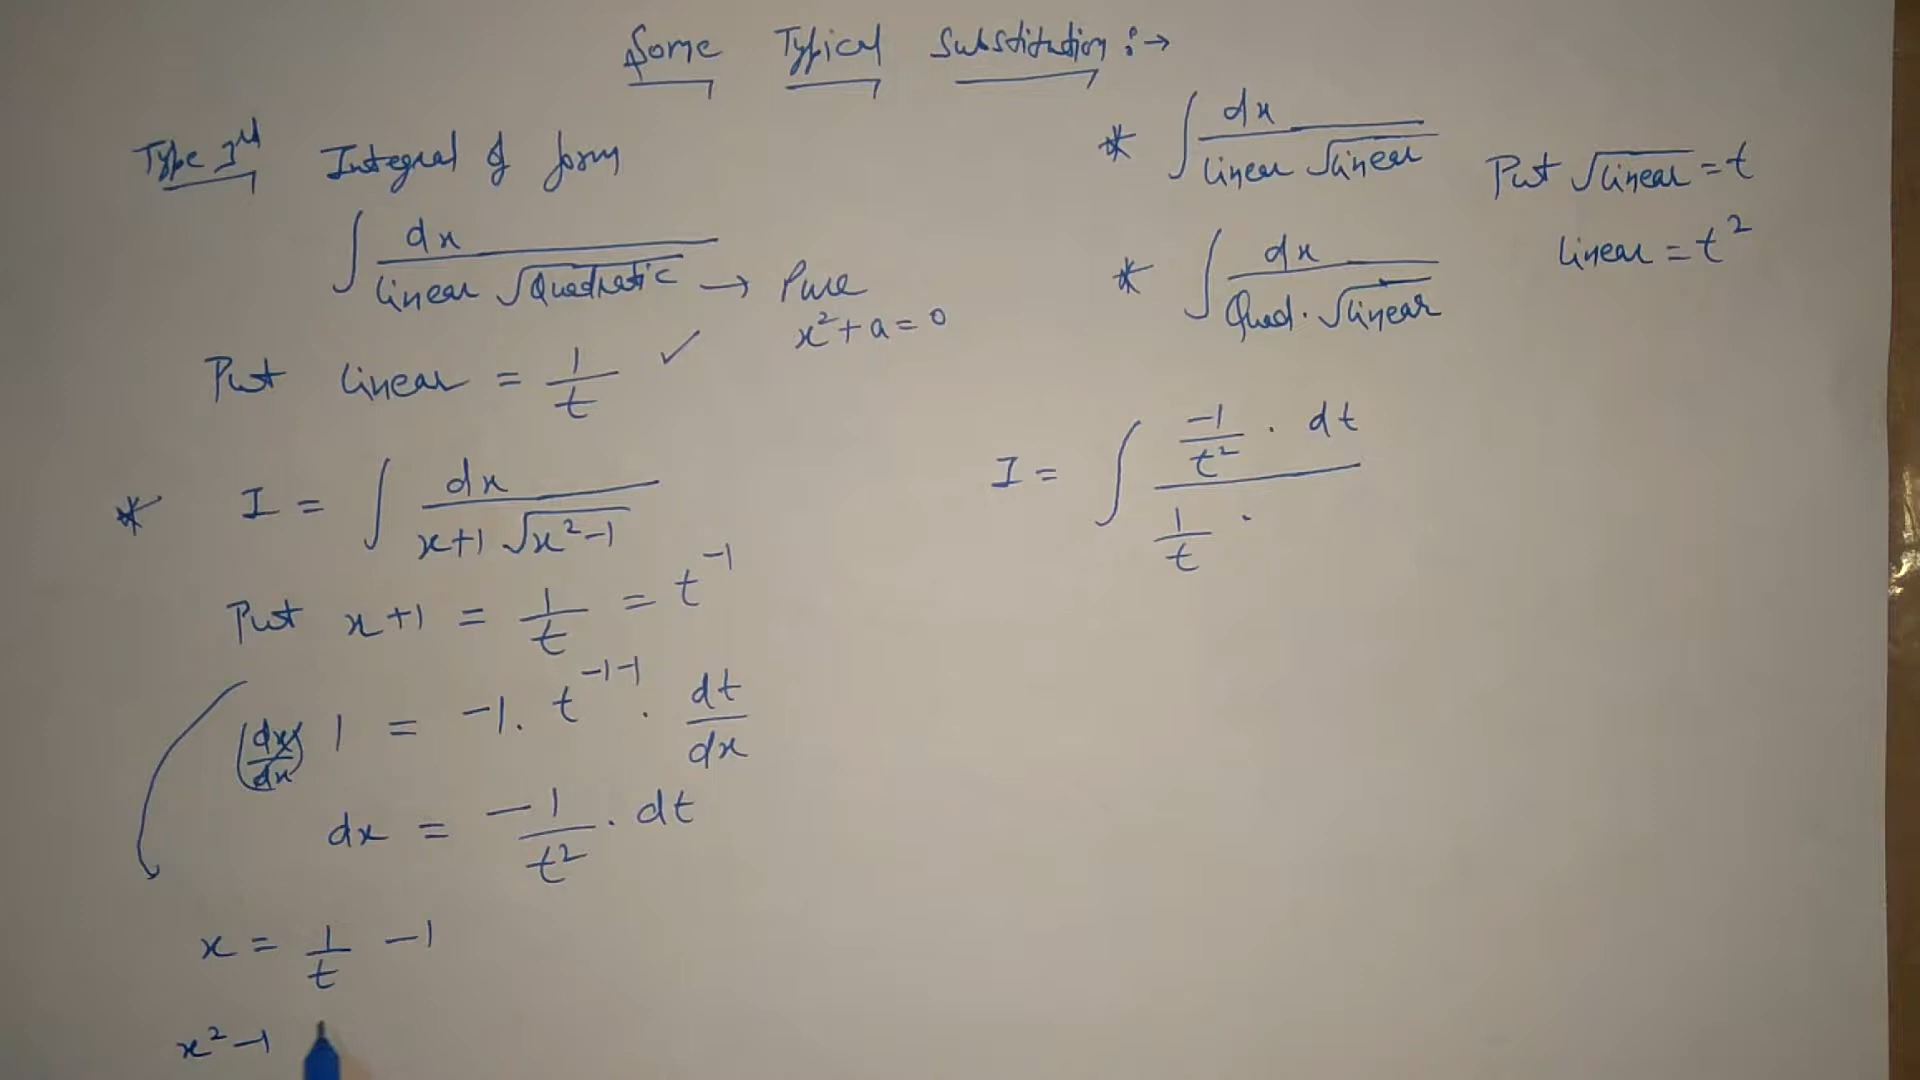 Some Typical Substitution :→
Type Ist Integral of form
∫ dx / linear √Quadratic → Pure
x² + a = 0
Put linear = 1/t ✓
* I = ∫ dx / x+1 √x²-1
Put x+1 = 1/t = t⁻¹
(dx/dx) 1 = -1. t⁻¹⁻¹ . dt/dx
dx = -1/t² . dt
x = 1/t - 1
x² - 1
* ∫ dx / linear √linear Put √linear = t
linear = t²
* ∫ dx / Quad. √linear
I = ∫ -1/t² . dt / 1/t .